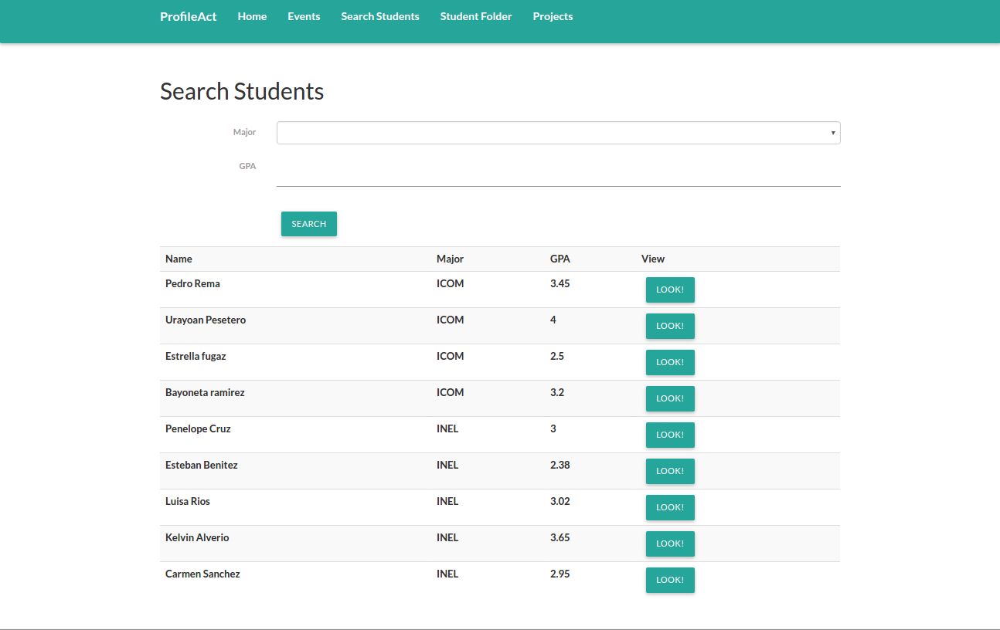 ProfileAct Home Events Search Students Student Folder Projects
Search Students
Major
GPA
SEARCH
Name Major GPA View
Pedro Rema ICOM 3.45 LOOK!
Urayoan Pesetero ICOM 4 LOOK!
Estrella fugaz ICOM 2.5 LOOK!
Bayoneta ramirez ICOM 3.2 LOOK!
Penelope Cruz INEL 3 LOOK!
Esteban Benitez INEL 2.38 LOOK!
Luisa Rios INEL 3.02 LOOK!
Kelvin Alverio INEL 3.65 LOOK!
Carmen Sanchez INEL 2.95 LOOK!